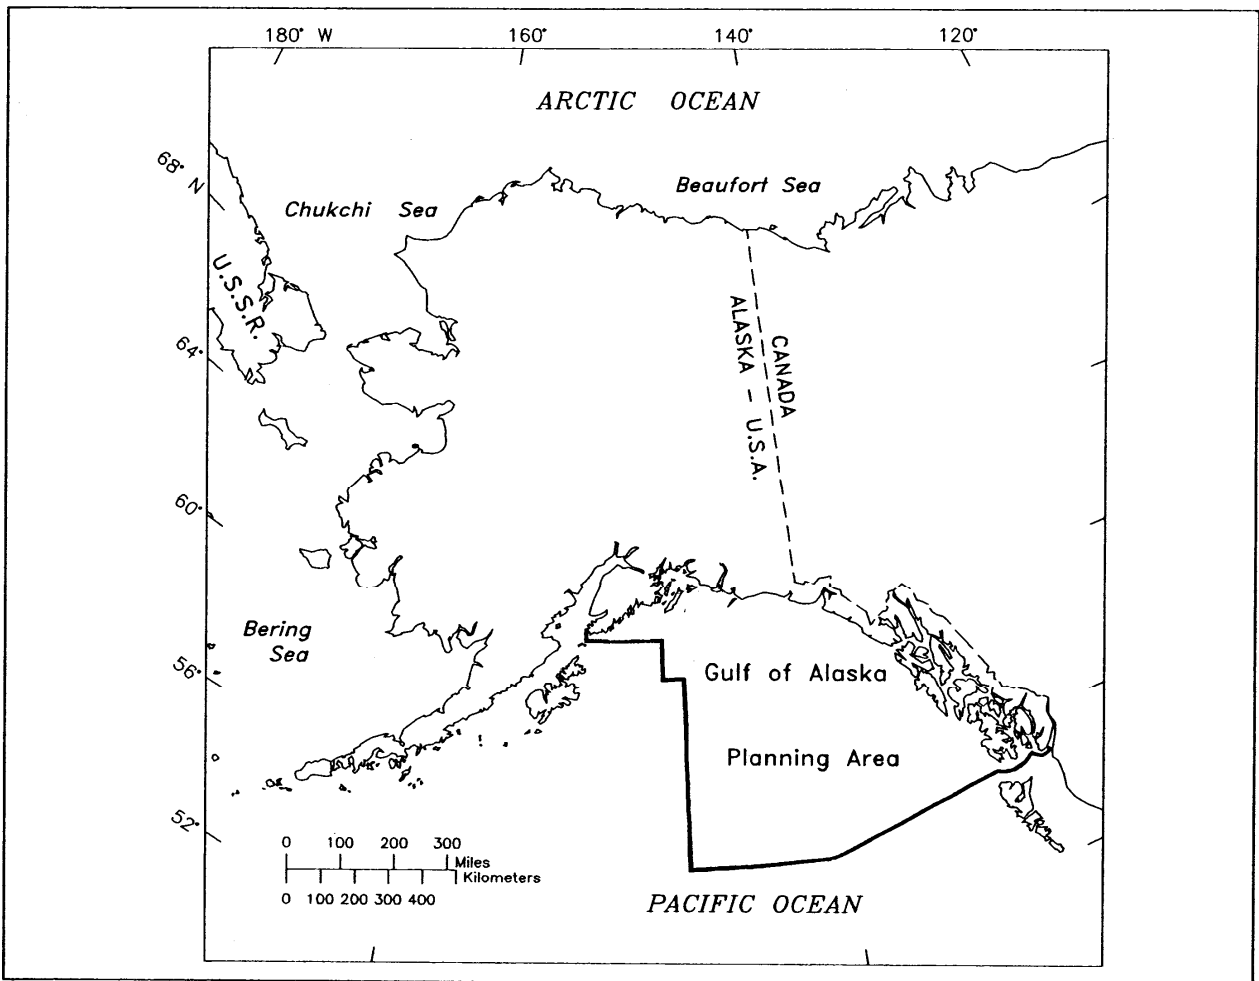 180° W
160°
140°
120°
ARCTIC OCEAN
68° N
Beaufort Sea
Chukchi Sea
U.S.S.R.
64°
CANADA
ALASKA – U.S.A.
60°
Bering
Sea
56°
Gulf of Alaska
Planning Area
52°
0 100 200 300
Miles
Kilometers
0 100 200 300 400
PACIFIC OCEAN